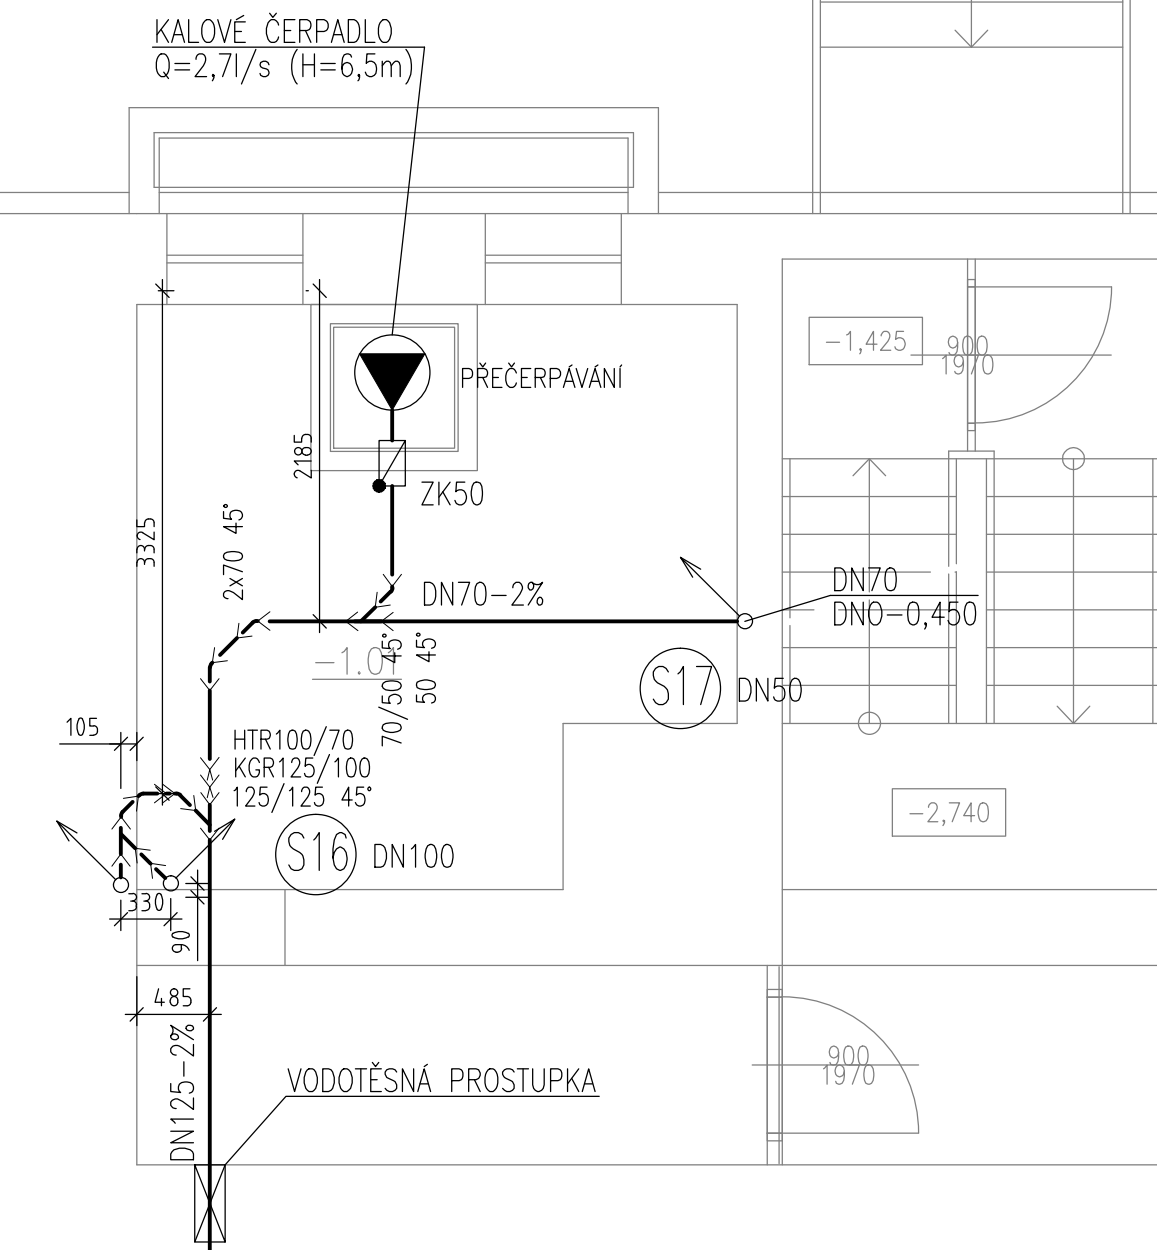 KALOVÉ ČERPADLO
Q=2,7l/s (H=6,5m)
-1,425
900
1970
PŘEČERPÁVÁNÍ
2185
ZK50
3325
2x70 45°
DN70-2%
DN70
DNO-0,450
-1.01
70/50 45°
50 45°
S17 DN50
105
HTR100/70
KGR125/100
125/125 45°
-2,740
S16 DN100
330
90
485
DN125-2%
900
1970
VODOTĚSNÁ PROSTUPKA